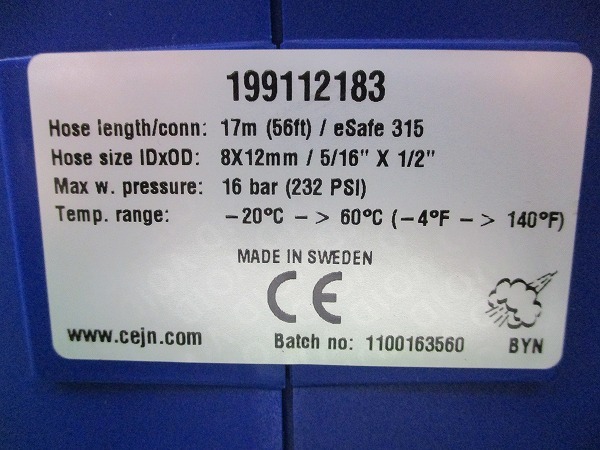 199112183
Hose length/conn: 17m (56ft) / eSafe 315
Hose size IDxOD: 8X12mm / 5/16" X 1/2"
Max w. pressure: 16 bar (232 PSI)
Temp. range: -20°C -> 60°C (-4°F -> 140°F)
MADE IN SWEDEN
CE
www.cejn.com Batch no: 1100163560 BYN